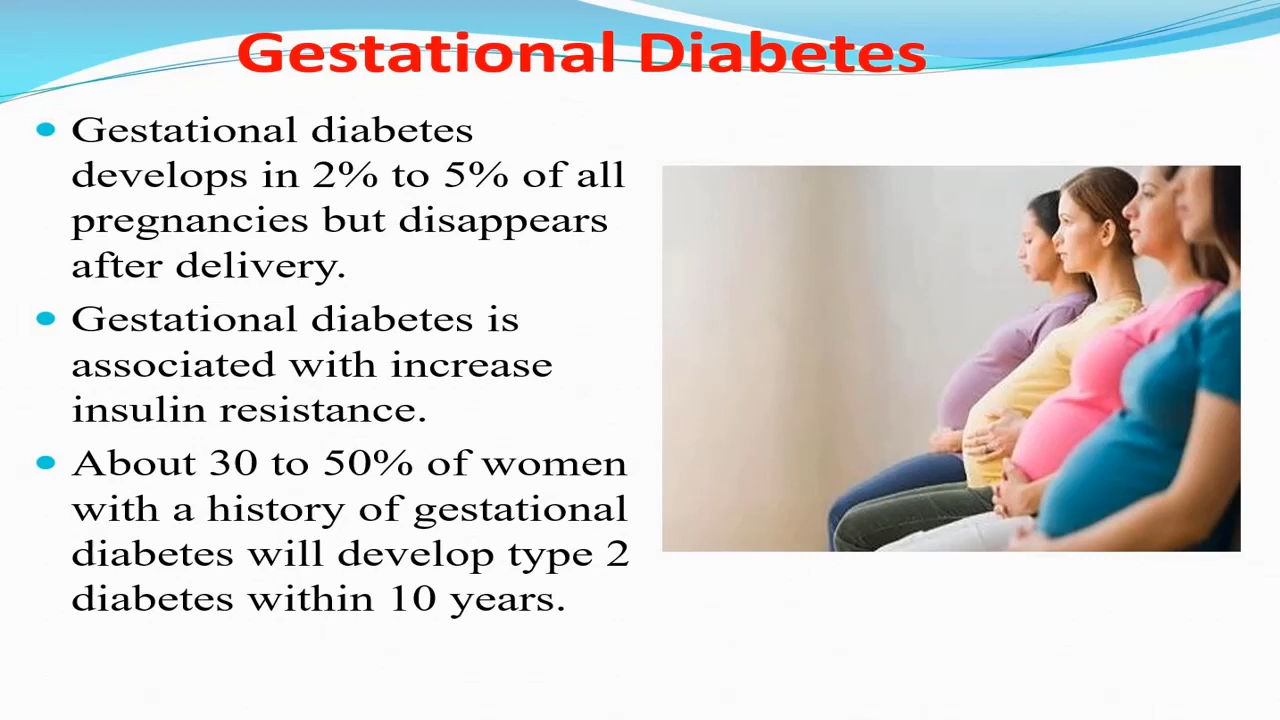 Gestational Diabetes
Gestational diabetes
develops in 2% to 5% of all
pregnancies but disappears
after delivery.
Gestational diabetes is
associated with increase
insulin resistance.
About 30 to 50% of women
with a history of gestational
diabetes will develop type 2
diabetes within 10 years.